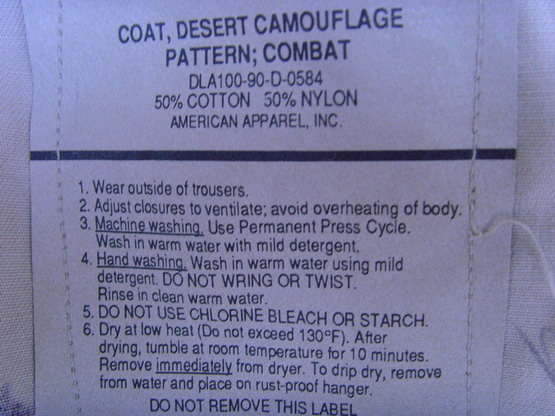 COAT, DESERT CAMOUFLAGE
PATTERN; COMBAT
DLA100-90-D-0584
50% COTTON 50% NYLON
AMERICAN APPAREL, INC.
1. Wear outside of trousers.
2. Adjust closures to ventilate; avoid overheating of body.
3. Machine washing. Use Permanent Press Cycle.
Wash in warm water with mild detergent.
4. Hand washing. Wash in warm water using mild
detergent. DO NOT WRING OR TWIST.
Rinse in clean warm water.
5. DO NOT USE CHLORINE BLEACH OR STARCH.
6. Dry at low heat (Do not exceed 130ºF). After
drying, tumble at room temperature for 10 minutes.
Remove immediately from dryer. To drip dry, remove
from water and place on rust-proof hanger.
DO NOT REMOVE THIS LABEL